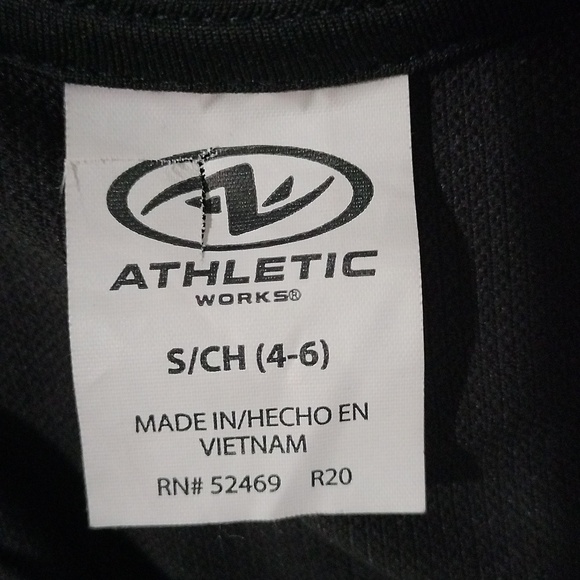 ATHLETIC
WORKS®
S/CH (4-6)
MADE IN/HECHO EN
VIETNAM
RN# 52469 R20